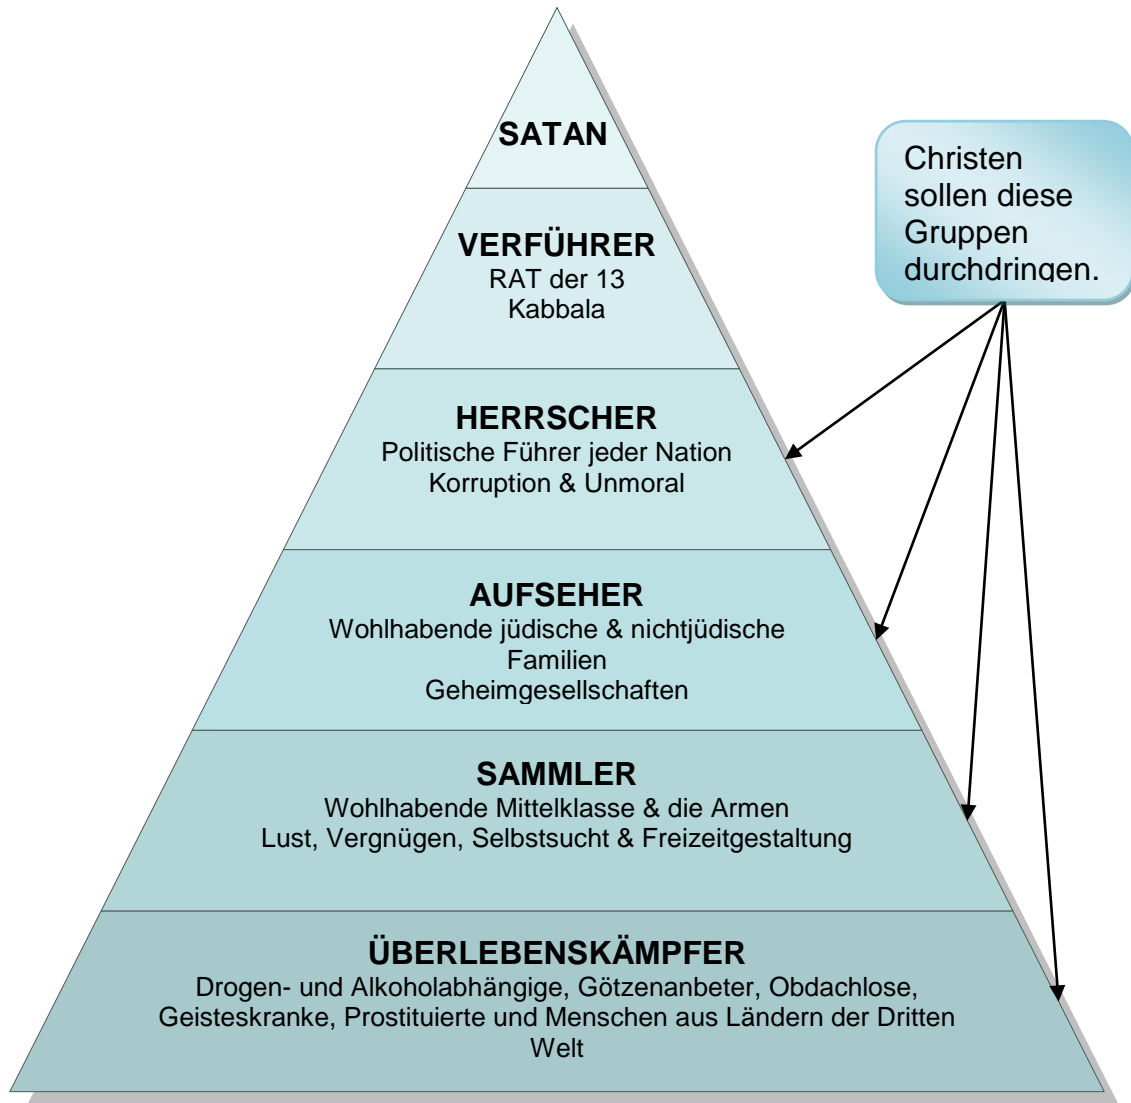 SATAN
VERFÜHRER
RAT der 13
Kabbala
HERRSCHER
Politische Führer jeder Nation
Korruption & Unmoral
AUFSEHER
Wohlhabende jüdische & nichtjüdische
Familien
Geheimgesellschaften
SAMMLER
Wohlhabende Mittelklasse & die Armen
Lust, Vergnügen, Selbstsucht & Freizeitgestaltung
ÜBERLEBENSKÄMPFER
Drogen- und Alkoholabhängige, Götzenanbeter, Obdachlose,
Geisteskranke, Prostituierte und Menschen aus Ländern der Dritten
Welt
Christen
sollen diese
Gruppen
durchdringen.